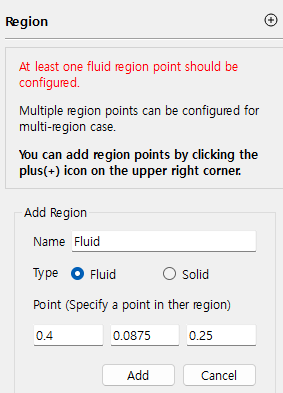 Region
At least one fluid region point should be
configured.
Multiple region points can be configured for
multi-region case.
You can add region points by clicking the
plus(+) icon on the upper right corner.
Add Region
Name Fluid
Type Fluid Solid
Point (Specify a point in ther region)
0.4 0.0875 0.25
Add Cancel